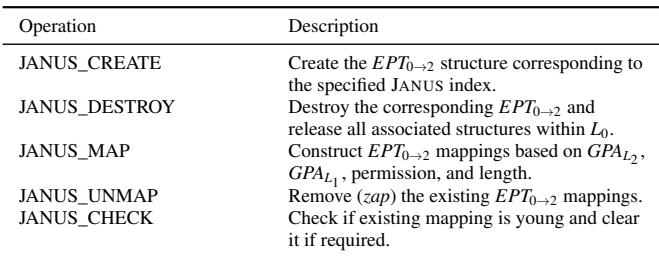 Operation Description
JANUS_CREATE Create the EPT0→2 structure corresponding to
the specified JANUS index.
JANUS_DESTROY Destroy the corresponding EPT0→2 and
release all associated structures within L0.
JANUS_MAP Construct EPT0→2 mappings based on GPAL2,
GPAL1, permission, and length.
JANUS_UNMAP Remove (zap) the existing EPT0→2 mappings.
JANUS_CHECK Check if existing mapping is young and clear
it if required.